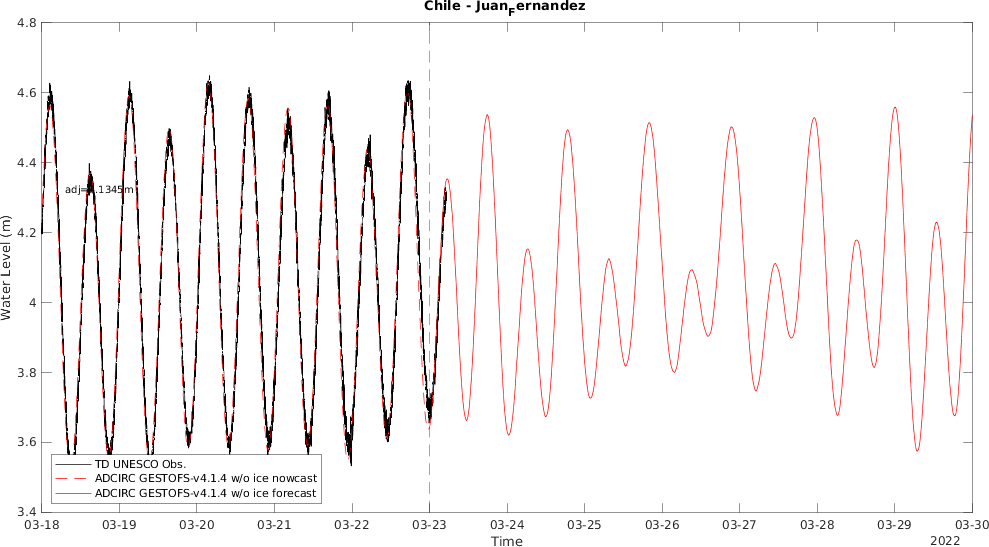 Chile - JuanFernandez
4.8
4.6
4.4
4.2
4
3.8
3.6
3.4
Water Level (m)
TD UNESCO Obs.
ADCIRC GESTOFS-v4.1.4 w/o ice nowcast
ADCIRC GESTOFS-v4.1.4 w/o ice forecast
03-18 03-19 03-20 03-21 03-22 03-23 03-24 03-25 03-26 03-27 03-28 03-29 03-30
Time
2022